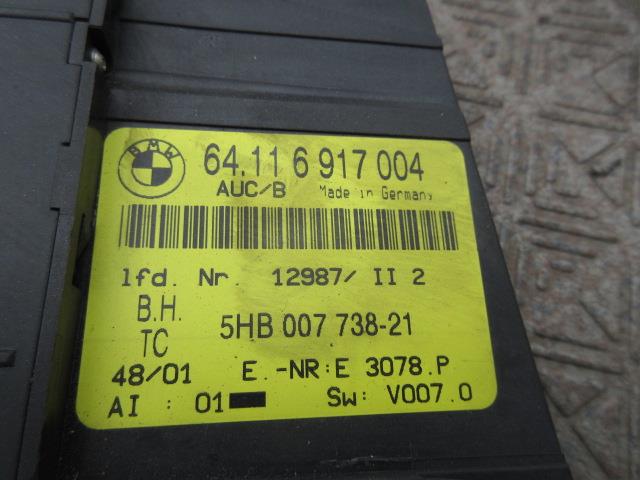 BMW
64.11 6 917 004
AUC/B Made in Germany
lfd. Nr. 12987/ II 2
B.H.
TC 5HB 007 738-21
48/01 E.-NR:E 3078.P
AI : 01 Sw: V007.0